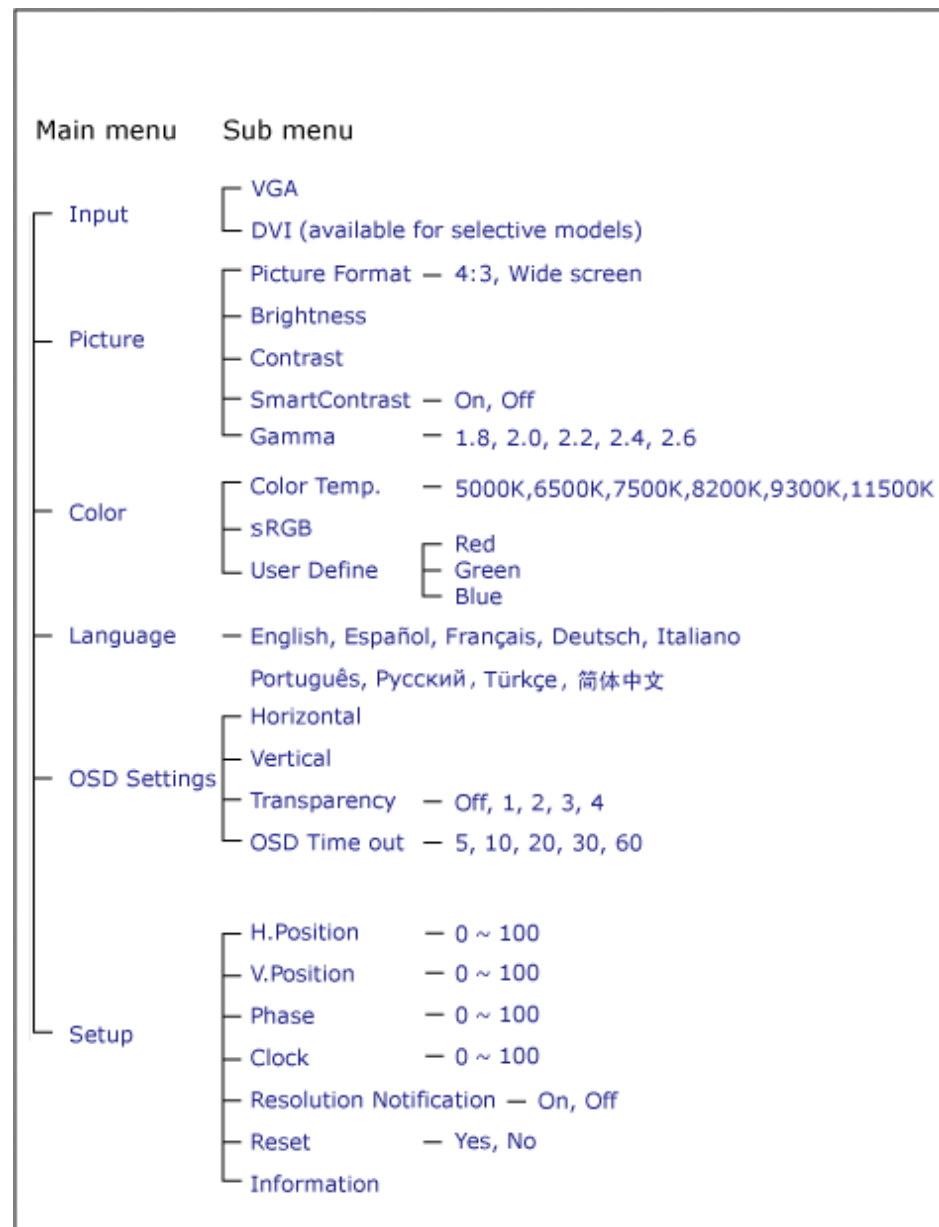 Main menu Sub menu
VGA
Input
DVI (available for selective models)
Picture Format — 4:3, Wide screen
Brightness
Picture
Contrast
SmartContrast — On, Off
Gamma — 1.8, 2.0, 2.2, 2.4, 2.6
Color Temp. — 5000K,6500K,7500K,8200K,9300K,11500K
Color
sRGB
Red
User Define Green
Blue
Language — English, Español, Français, Deutsch, Italiano
Português, Русский, Türkçe, 简体中文
Horizontal
Vertical
OSD Settings
Transparency — Off, 1, 2, 3, 4
OSD Time out — 5, 10, 20, 30, 60
H.Position — 0 ~ 100
V.Position — 0 ~ 100
Phase — 0 ~ 100
Setup
Clock — 0 ~ 100
Resolution Notification — On, Off
Reset — Yes, No
Information